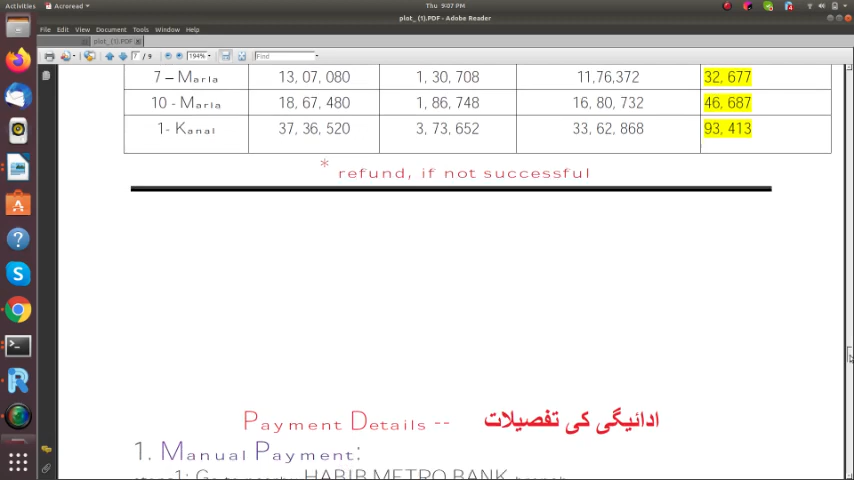 Activities Acroread Thu 9:07 PM
plot_ (1).PDF - Adobe Reader
File Edit View Document Tools Window Help
plot_ (1).PDF
7 / 9 194% Find
7 – Marla 13, 07, 080 1, 30, 708 11,76,372 32, 677
10 - Marla 18, 67, 480 1, 86, 748 16, 80, 732 46, 687
1- Kanal 37, 36, 520 3, 73, 652 33, 62, 868 93, 413
* refund, if not successful
Payment Details -- ادائیگی کی تفصیلات
1. Manual Payment:
HABIB METRO BANK